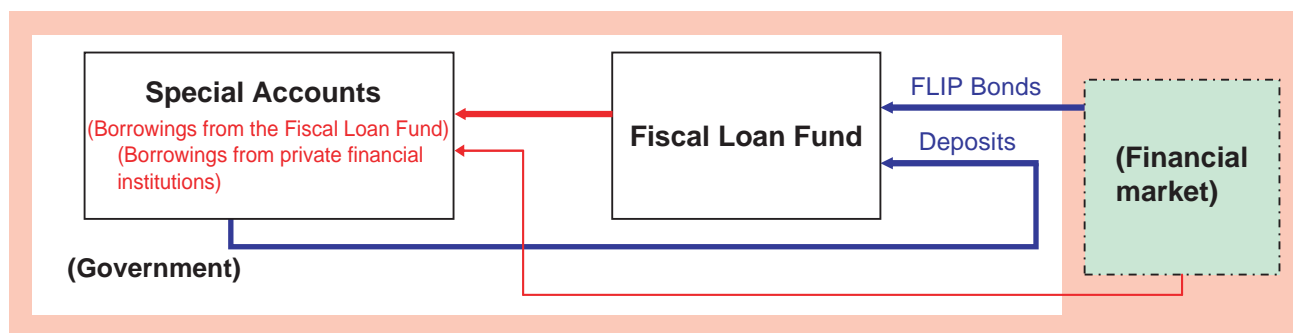 Special Accounts
(Borrowings from the Fiscal Loan Fund)
(Borrowings from private financial
institutions)
Fiscal Loan Fund
FLIP Bonds
Deposits
(Financial
market)
(Government)